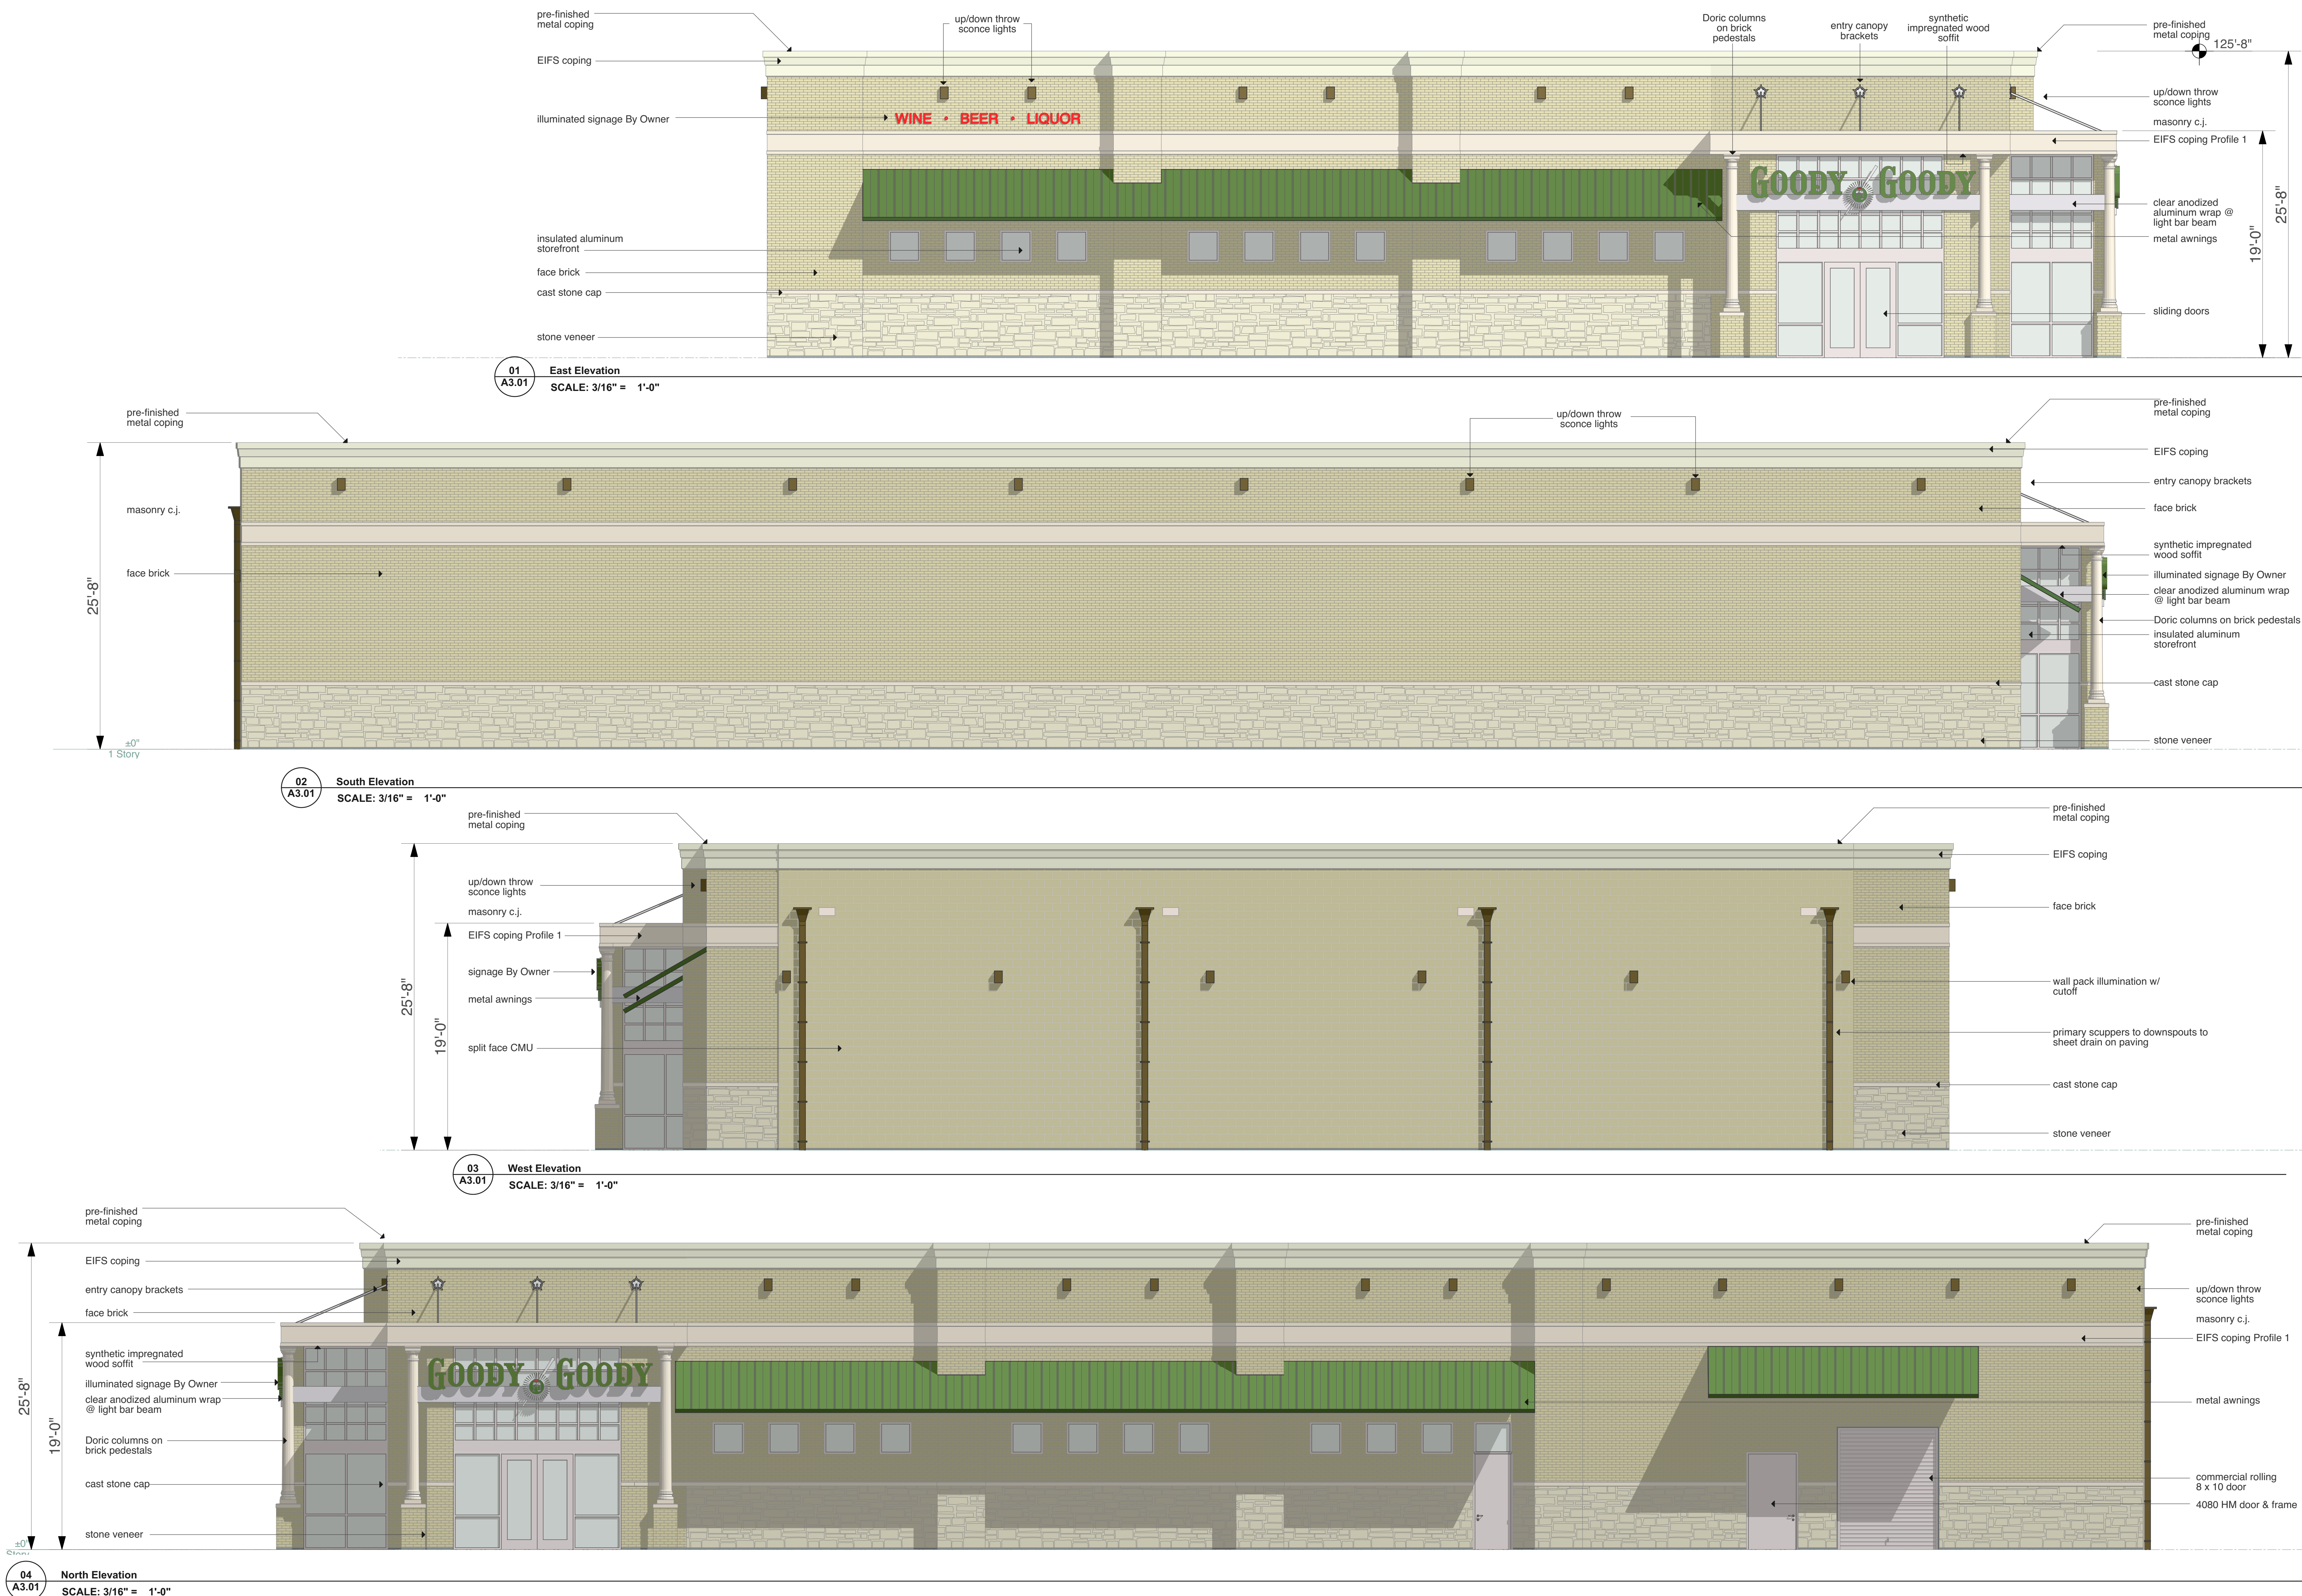 pre-finished
metal coping
up/down throw
sconce lights
Doric columns
on brick
pedestals
entry canopy
brackets
synthetic
impregnated wood
soffit
pre-finished
metal coping
125'-8"
EIFS coping
up/down throw
sconce lights
illuminated signage By Owner
WINE • BEER • LIQUOR
masonry c.j.
EIFS coping Profile 1
GOODY GOODY
25'-8"
clear anodized
aluminum wrap @
light bar beam
insulated aluminum
storefront
metal awnings
19'-0"
face brick
cast stone cap
sliding doors
stone veneer
01
A3.01
East Elevation
SCALE: 3/16" = 1'-0"
pre-finished
metal coping
up/down throw
sconce lights
pre-finished
metal coping
EIFS coping
entry canopy brackets
masonry c.j.
face brick
synthetic impregnated
wood soffit
face brick
illuminated signage By Owner
25'-8"
clear anodized aluminum wrap
@ light bar beam
Doric columns on brick pedestals
insulated aluminum
storefront
cast stone cap
±0"
1 Story
stone veneer
02
A3.01
South Elevation
SCALE: 3/16" = 1'-0"
pre-finished
metal coping
pre-finished
metal coping
EIFS coping
up/down throw
sconce lights
masonry c.j.
face brick
EIFS coping Profile 1
signage By Owner
wall pack illumination w/
cutoff
metal awnings
25'-8"
19'-0"
primary scuppers to downspouts to
sheet drain on paving
split face CMU
cast stone cap
stone veneer
03
A3.01
West Elevation
SCALE: 3/16" = 1'-0"
pre-finished
metal coping
pre-finished
metal coping
EIFS coping
entry canopy brackets
up/down throw
sconce lights
face brick
masonry c.j.
EIFS coping Profile 1
synthetic impregnated
wood soffit
GOODY GOODY
illuminated signage By Owner
25'-8"
clear anodized aluminum wrap
@ light bar beam
metal awnings
19'-0"
Doric columns on
brick pedestals
cast stone cap
commercial rolling
8 x 10 door
4080 HM door & frame
stone veneer
±0"
Story
04
A3.01
North Elevation
SCALE: 3/16" = 1'-0"